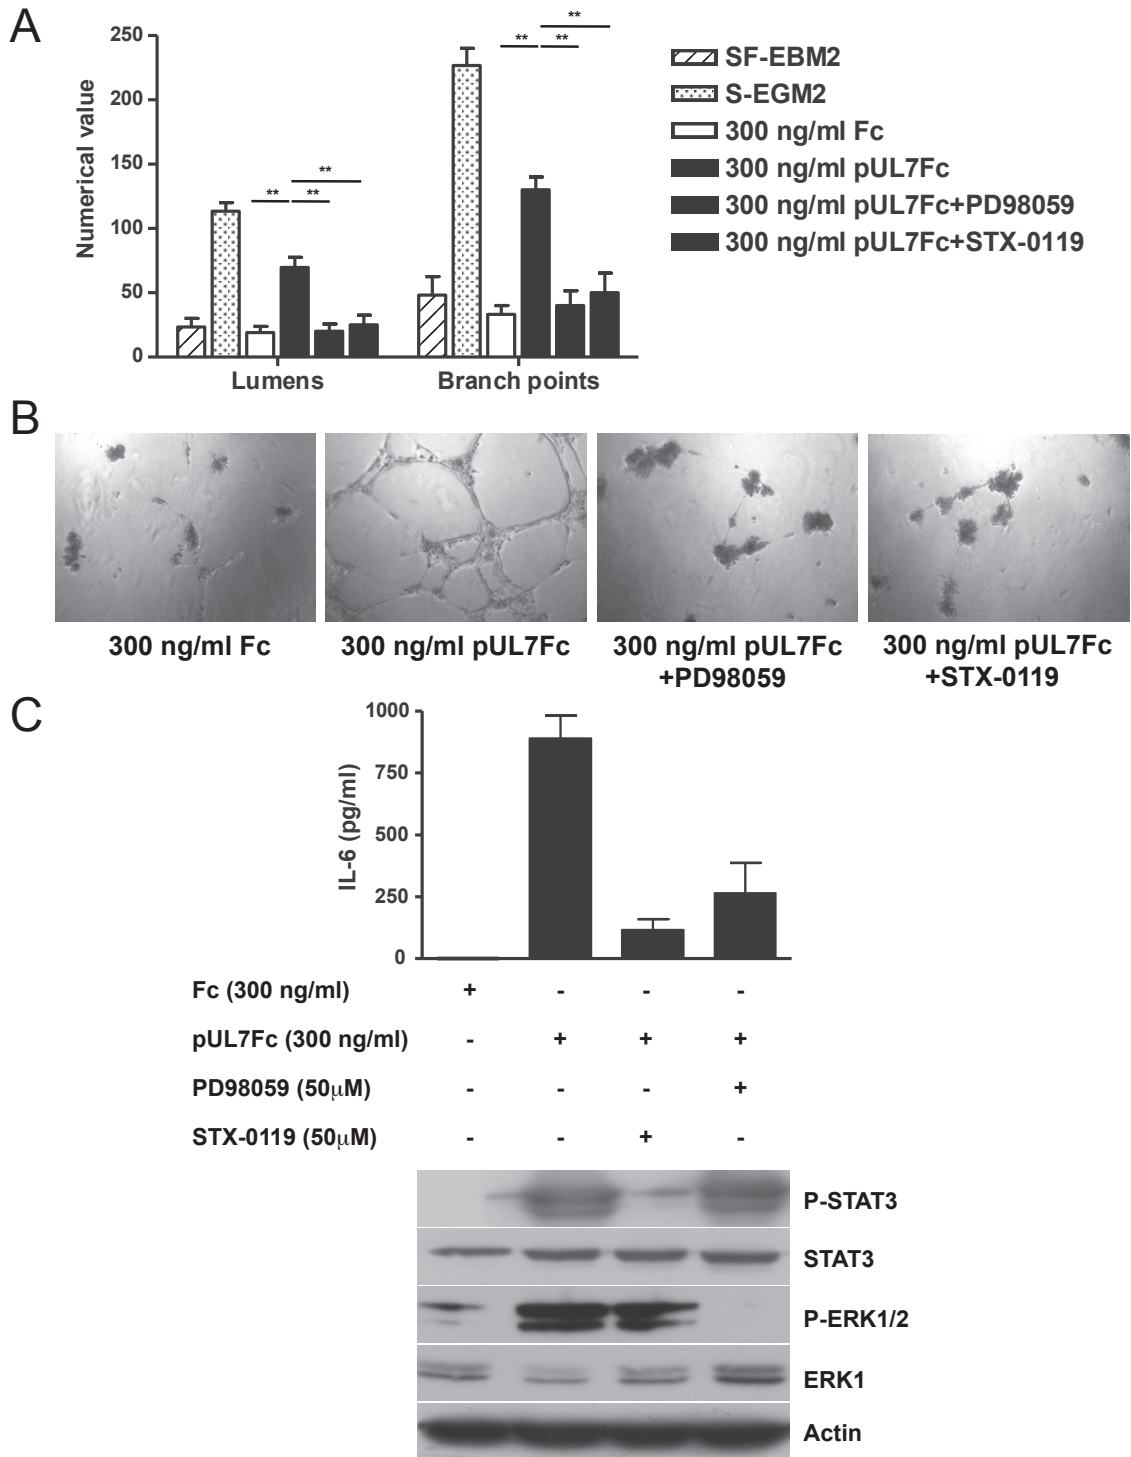 A
250
200
150
100
50
0
Numerical value
** ** **
** ** **
Lumens Branch points
SF-EBM2
S-EGM2
300 ng/ml Fc
300 ng/ml pUL7Fc
300 ng/ml pUL7Fc+PD98059
300 ng/ml pUL7Fc+STX-0119
B
300 ng/ml Fc
300 ng/ml pUL7Fc
300 ng/ml pUL7Fc
+PD98059
300 ng/ml pUL7Fc
+STX-0119
C
1000
750
500
250
0
IL-6 (pg/ml)
Fc (300 ng/ml) + - - -
pUL7Fc (300 ng/ml) - + + +
PD98059 (50μM) - - - +
STX-0119 (50μM) - - + -
P-STAT3
STAT3
P-ERK1/2
ERK1
Actin